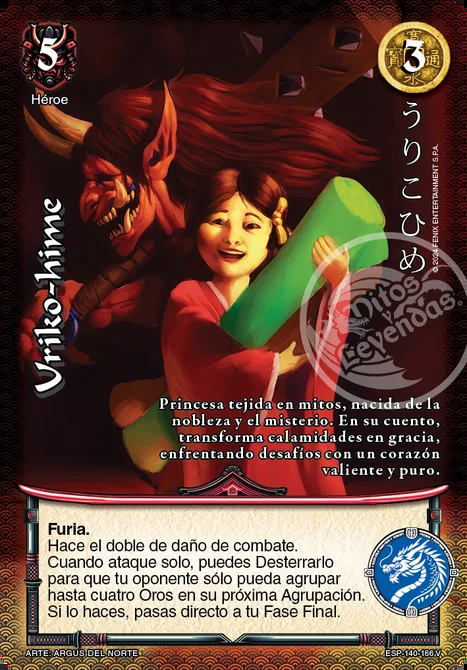 5
Héroe
3
うりこひめ
© 2024 FENIX ENTERTAINMENT S.P.A.
Uriko-hime
Mitos
y
Leyendas
Princesa tejida en mitos, nacida de la
nobleza y el misterio. En su cuento,
transforma calamidades en gracia,
enfrentando desafíos con un corazón
valiente y puro.
Furia.
Hace el doble de daño de combate.
Cuando ataque solo, puedes Desterrarlo
para que tu oponente sólo pueda agrupar
hasta cuatro Oros en su próxima Agrupación.
Si lo haces, pasas directo a tu Fase Final.
ARTE: ARGUS DEL NORTE
ESP-140-166.V